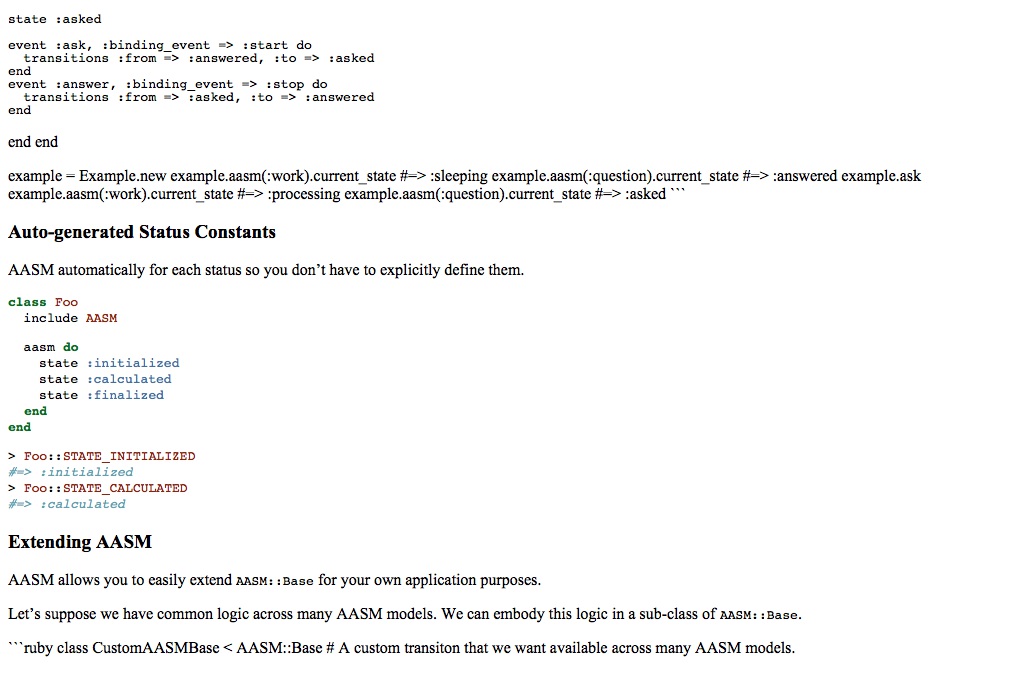 state :asked
event :ask, :binding_event => :start do
  transitions :from => :answered, :to => :asked
end
event :answer, :binding_event => :stop do
  transitions :from => :asked, :to => :answered
end
end end
example = Example.new example.aasm(:work).current_state #=> :sleeping example.aasm(:question).current_state #=> :answered example.ask
example.aasm(:work).current_state #=> :processing example.aasm(:question).current_state #=> :asked ```
Auto-generated Status Constants
AASM automatically for each status so you don’t have to explicitly define them.
class Foo
  include AASM
  aasm do
    state :initialized
    state :calculated
    state :finalized
  end
end
> Foo::STATE_INITIALIZED
#=> :initialized
> Foo::STATE_CALCULATED
#=> :calculated
Extending AASM
AASM allows you to easily extend AASM::Base for your own application purposes.
Let’s suppose we have common logic across many AASM models. We can embody this logic in a sub-class of AASM::Base.
```ruby class CustomAASMBase < AASM::Base # A custom transiton that we want available across many AASM models.